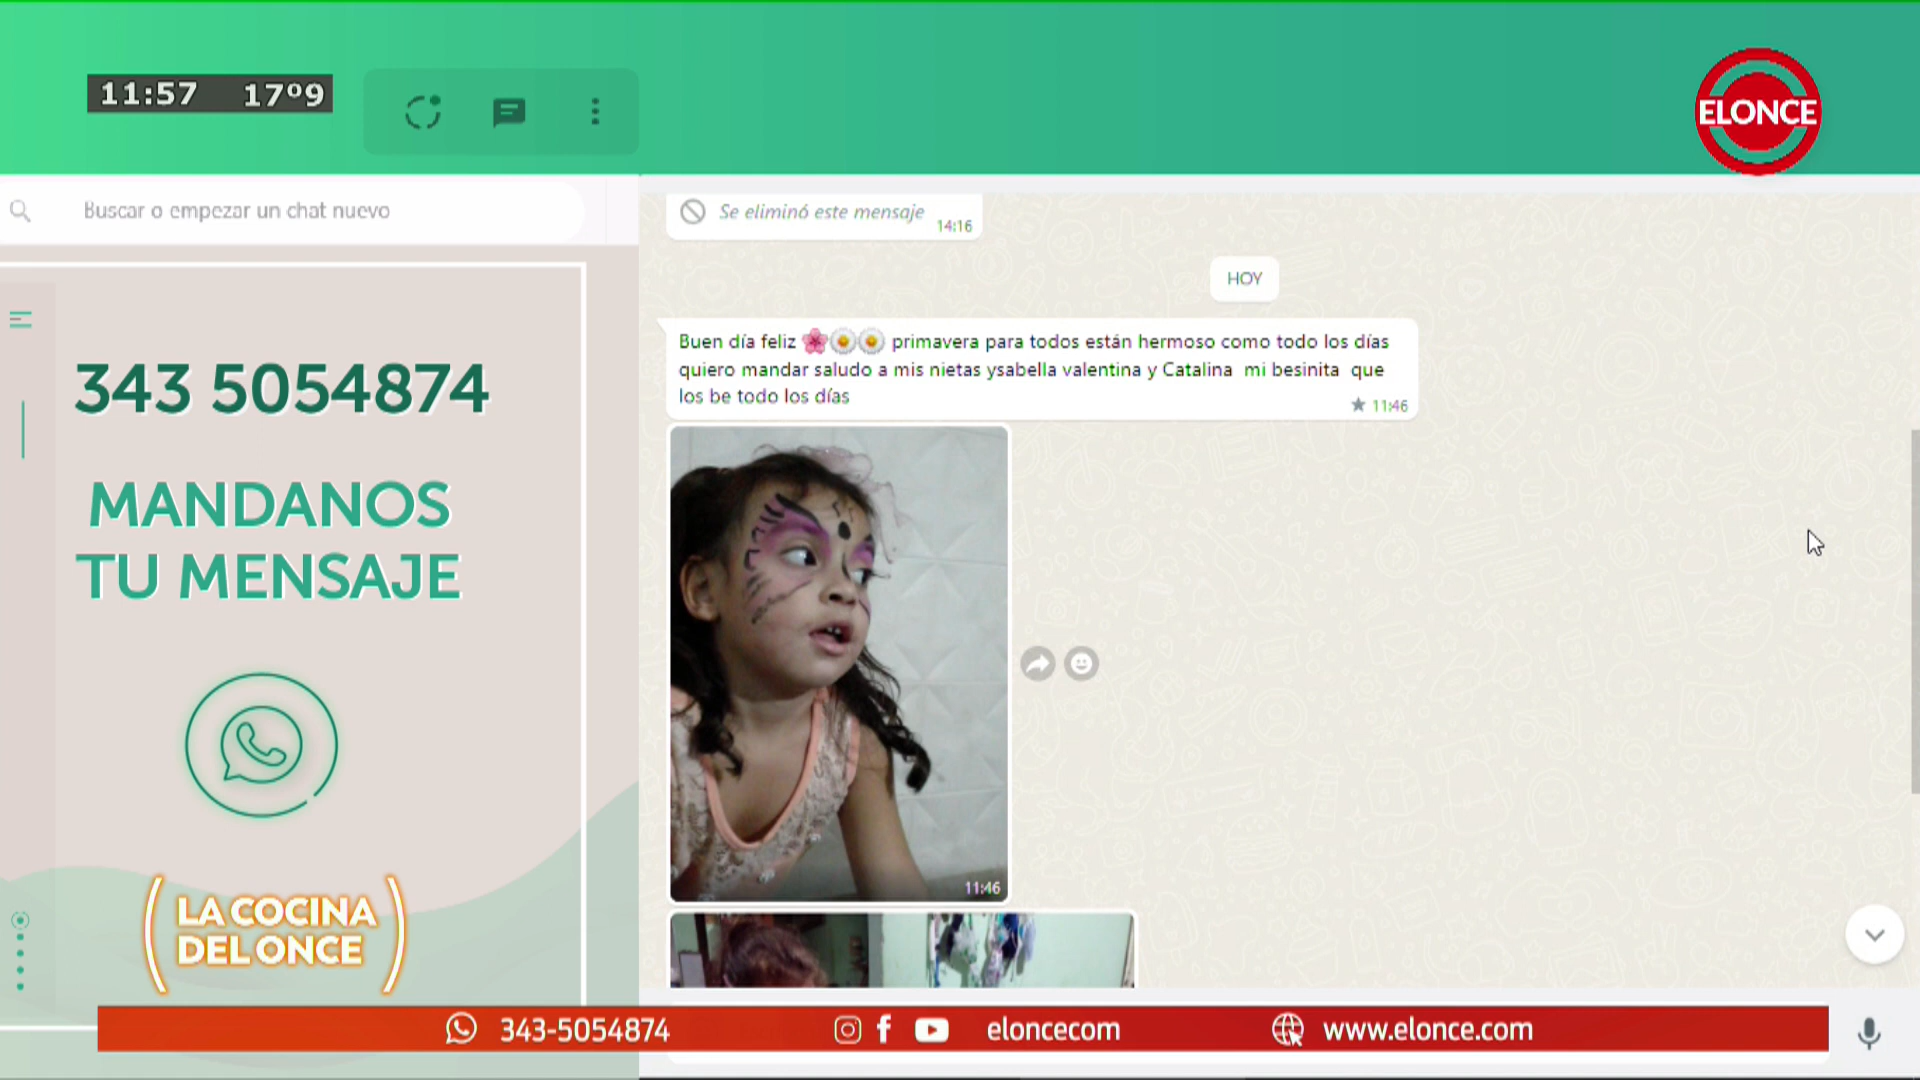 11:57 17º9
ELONCE
Buscar o empezar un chat nuevo
343 5054874
MANDANOS
TU MENSAJE
(LA COCINA
DEL ONCE)
Se eliminó este mensaje
14:16
HOY
Buen día feliz 🌸🌼🌼 primavera para todos están hermoso como todo los días
quiero mandar saludo a mis nietas ysabella valentina y Catalina mi besinita que
los be todo los días
★ 11:46
11:46
343-5054874 eloncecom www.elonce.com